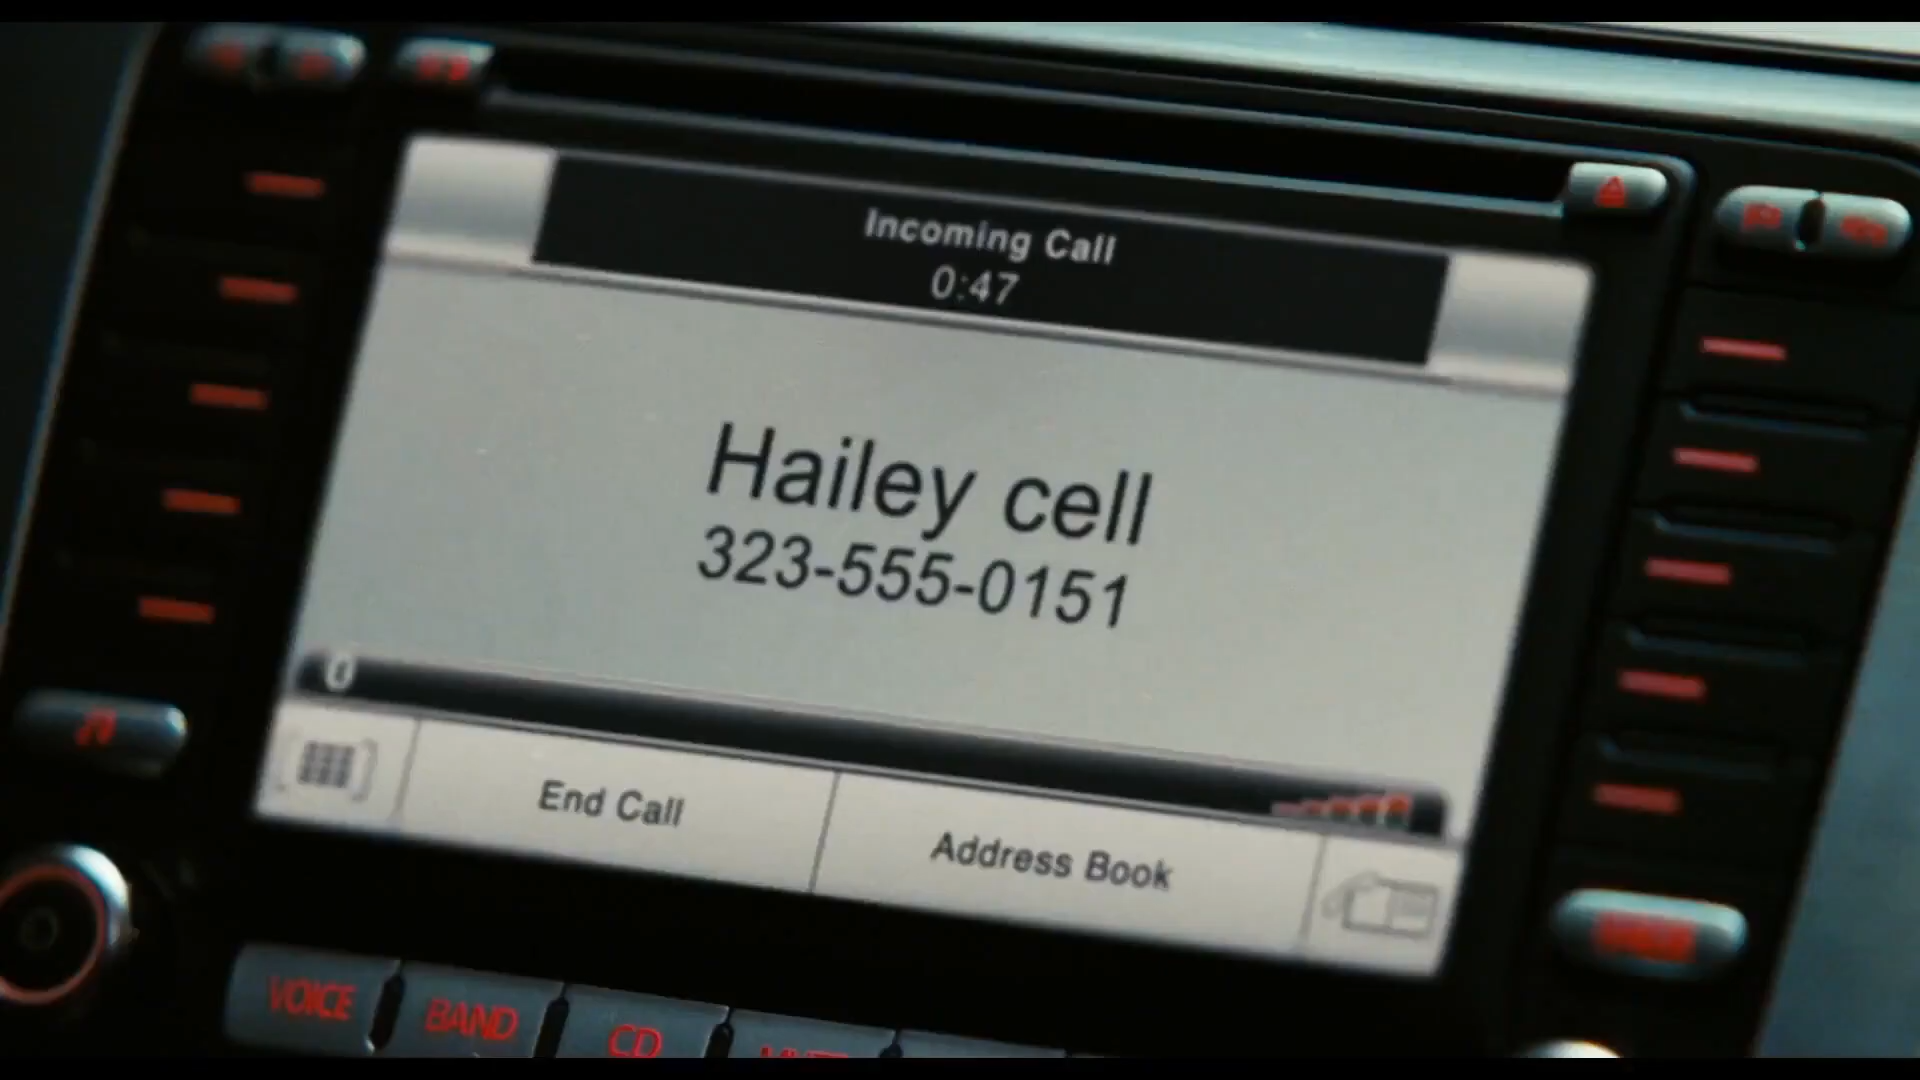 Incoming Call
0:47
Hailey cell
323-555-0151
End Call
Address Book
VOICE
BAND
CD